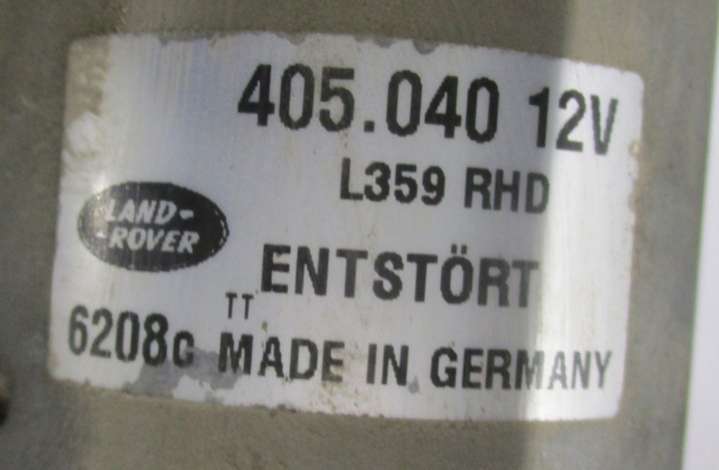 405.040 12V
L359 RHD
LAND-
-ROVER
ENTSTÖRT
TT
6208c MADE IN GERMANY